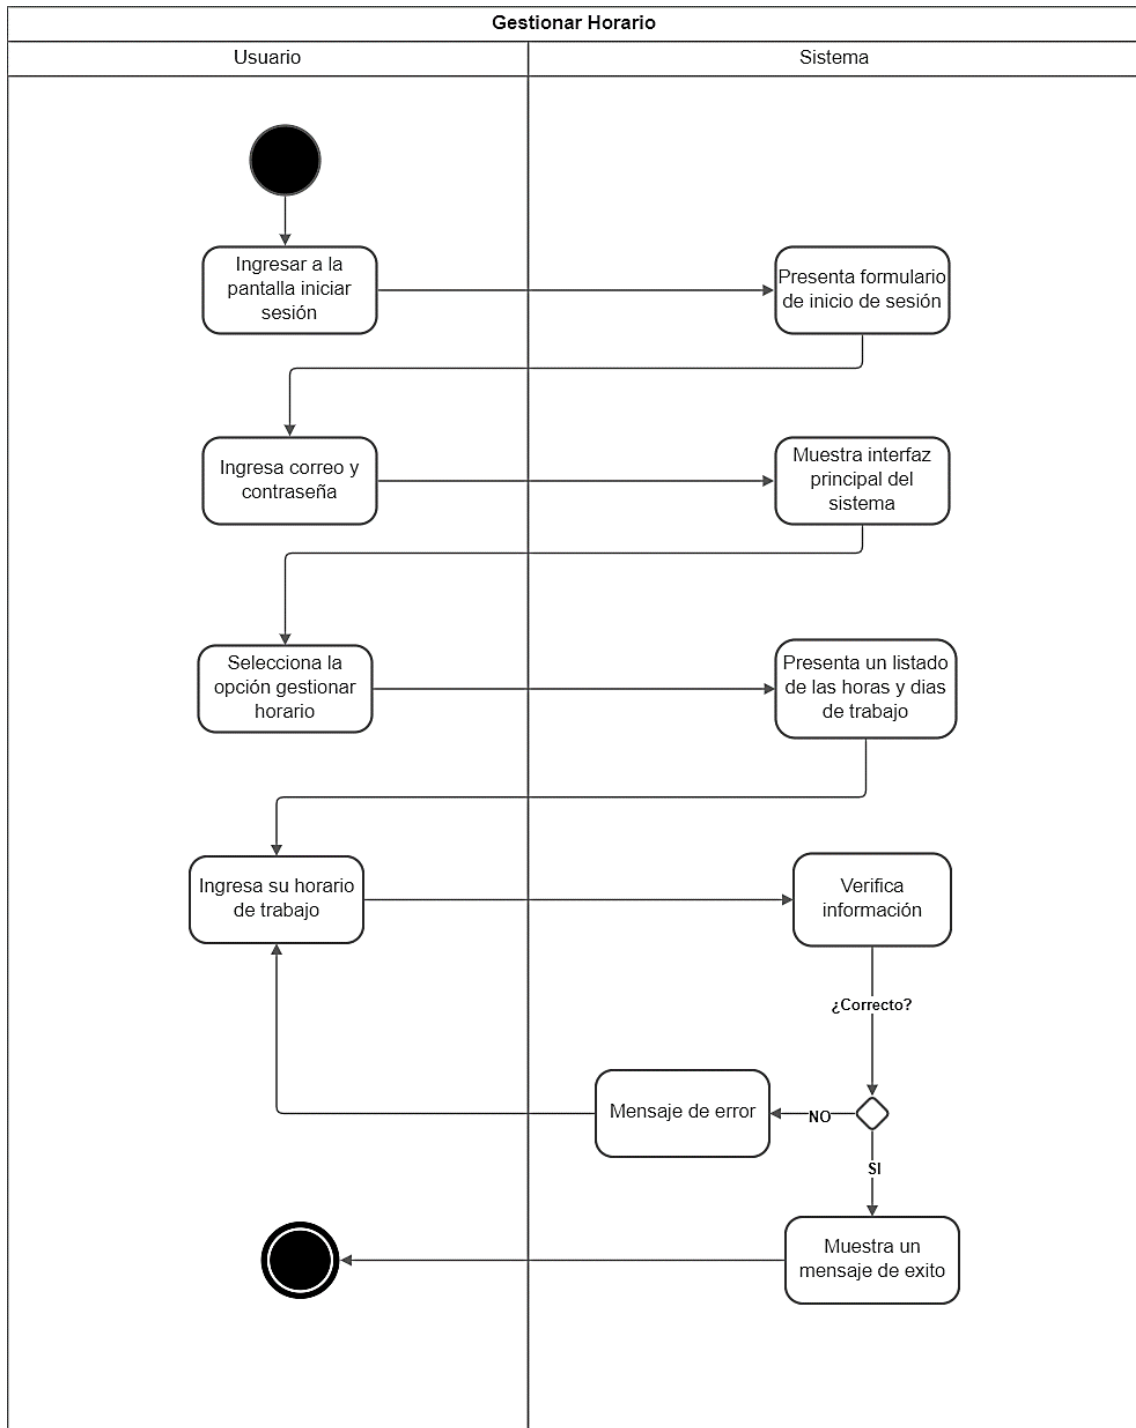 Gestionar Horario
Usuario
Sistema
Ingresar a la
pantalla iniciar
sesión
Presenta formulario
de inicio de sesión
Ingresa correo y
contraseña
Muestra interfaz
principal del
sistema
Selecciona la
opción gestionar
horario
Presenta un listado
de las horas y dias
de trabajo
Ingresa su horario
de trabajo
Verifica
información
¿Correcto?
Mensaje de error
NO
SI
Muestra un
mensaje de exito